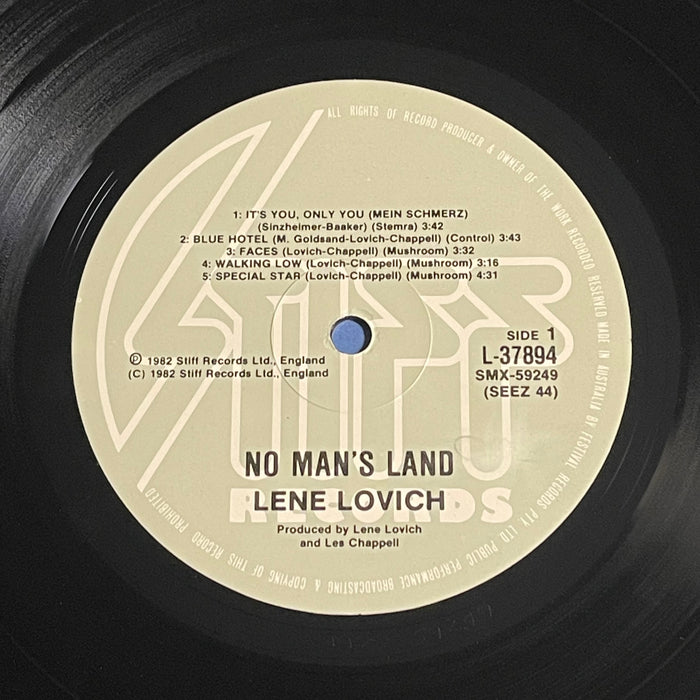 ALL RIGHTS OF RECORD PRODUCER & OWNER OF THE WORK RECORDED RESERVED MADE IN AUSTRALIA BY FESTIVAL RECORDS PTY. LTD. PUBLIC PERFORMANCE BROADCASTING & COPYING OF THIS RECORD PROHIBITED
1: IT'S YOU, ONLY YOU (MEIN SCHMERZ)
(Sinzheimer-Baaker) (Stemra) 3:42
2: BLUE HOTEL (M. Goldsand-Lovich-Chappell) (Control) 3:43
3: FACES (Lovich-Chappell) (Mushroom) 3:32
4: WALKING LOW (Lovich-Chappell) (Mushroom) 3:16
5: SPECIAL STAR (Lovich-Chappell) (Mushroom) 4:31
STIFF
SIDE 1
L-37894
SMX-59249
(SEEZ 44)
Ⓟ 1982 Stiff Records Ltd., England
(C) 1982 Stiff Records Ltd., England
NO MAN'S LAND
LENE LOVICH
RECORDS
Produced by Lene Lovich
and Les Chappell